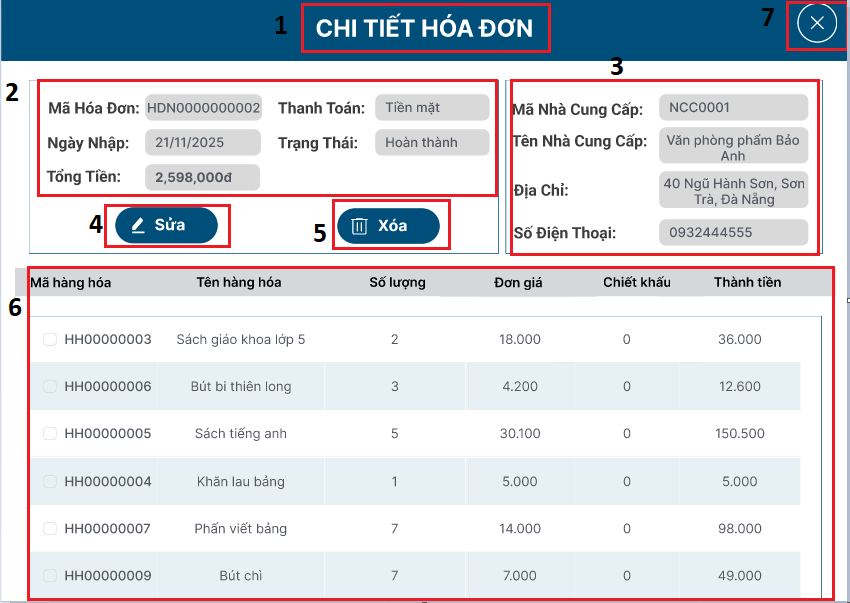 1
CHI TIẾT HÓA ĐƠN
7
2
Mã Hóa Đơn: HDN0000000002 Thanh Toán: Tiền mặt
Ngày Nhập: 21/11/2025 Trạng Thái: Hoàn thành
Tổng Tiền: 2,598,000đ
4
Sửa
5
Xóa
3
Mã Nhà Cung Cấp: NCC0001
Tên Nhà Cung Cấp: Văn phòng phẩm Bảo
Anh
Địa Chỉ: 40 Ngũ Hành Sơn, Sơn
Trà, Đà Nẵng
Số Điện Thoại: 0932444555
6
Mã hàng hóa Tên hàng hóa Số lượng Đơn giá Chiết khấu Thành tiền
HH00000003 Sách giáo khoa lớp 5 2 18.000 0 36.000
HH00000006 Bút bi thiên long 3 4.200 0 12.600
HH00000005 Sách tiếng anh 5 30.100 0 150.500
HH00000004 Khăn lau bảng 1 5.000 0 5.000
HH00000007 Phấn viết bảng 7 14.000 0 98.000
HH00000009 Bút chì 7 7.000 0 49.000